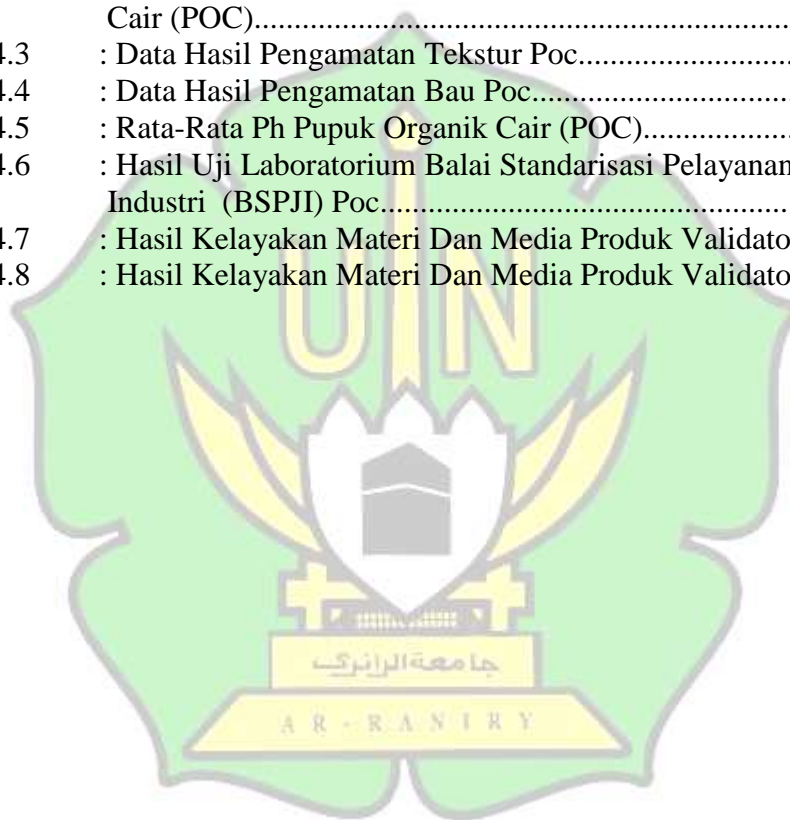 Cair (POC)................................................................
4.3 : Data Hasil Pengamatan Tekstur Poc.........................
4.4 : Data Hasil Pengamatan Bau Poc..............................
4.5 : Rata-Rata Ph Pupuk Organik Cair (POC)..................
4.6 : Hasil Uji Laboratorium Balai Standarisasi Pelayanan
Industri (BSPJI) Poc.................................................
4.7 : Hasil Kelayakan Materi Dan Media Produk Validato
4.8 : Hasil Kelayakan Materi Dan Media Produk Validato
UIN
جامعة الرانري
AR-RANIRY